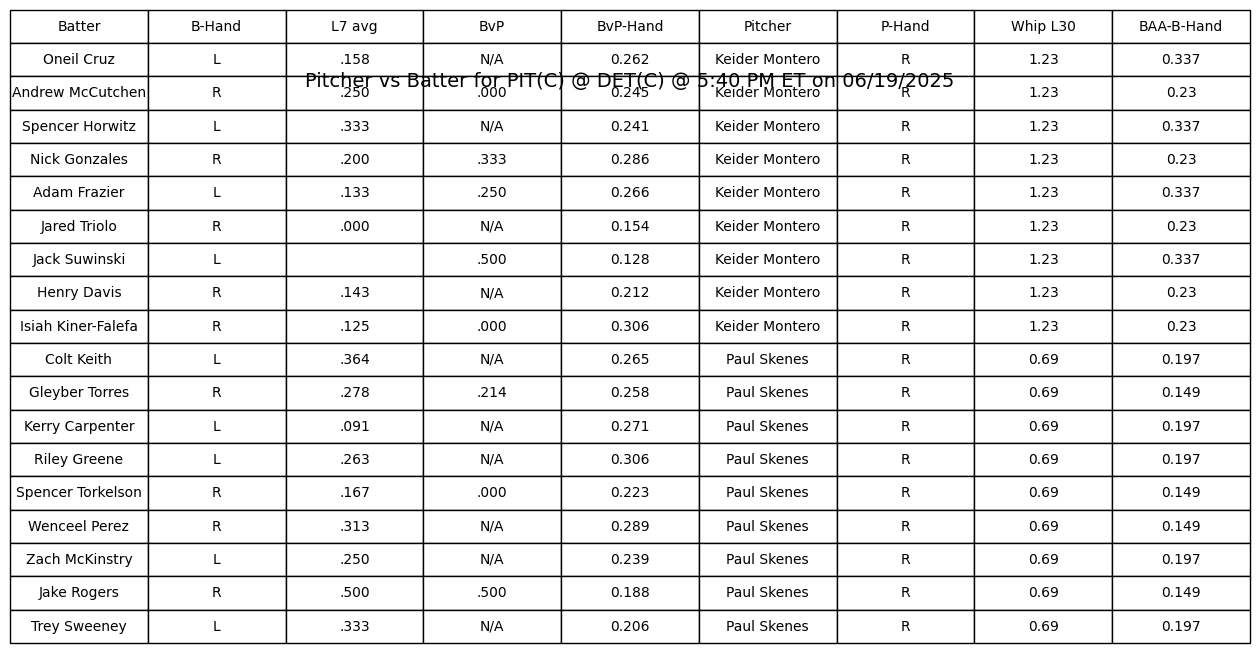 Batter B-Hand L7 avg BvP BvP-Hand Pitcher P-Hand Whip L30 BAA-B-Hand
Oneil Cruz L .158 N/A 0.262 Keider Montero R 1.23 0.337
Pitcher vs Batter for PIT(C) @ DET(C) @ 5:40 PM ET on 06/19/2025
Andrew McCutchen R .250 .000 0.245 Keider Montero R 1.23 0.23
Spencer Horwitz L .333 N/A 0.241 Keider Montero R 1.23 0.337
Nick Gonzales R .200 .333 0.286 Keider Montero R 1.23 0.23
Adam Frazier L .133 .250 0.266 Keider Montero R 1.23 0.337
Jared Triolo R .000 N/A 0.154 Keider Montero R 1.23 0.23
Jack Suwinski L .500 0.128 Keider Montero R 1.23 0.337
Henry Davis R .143 N/A 0.212 Keider Montero R 1.23 0.23
Isiah Kiner-Falefa R .125 .000 0.306 Keider Montero R 1.23 0.23
Colt Keith L .364 N/A 0.265 Paul Skenes R 0.69 0.197
Gleyber Torres R .278 .214 0.258 Paul Skenes R 0.69 0.149
Kerry Carpenter L .091 N/A 0.271 Paul Skenes R 0.69 0.197
Riley Greene L .263 N/A 0.306 Paul Skenes R 0.69 0.197
Spencer Torkelson R .167 .000 0.223 Paul Skenes R 0.69 0.149
Wenceel Perez R .313 N/A 0.289 Paul Skenes R 0.69 0.149
Zach McKinstry L .250 N/A 0.239 Paul Skenes R 0.69 0.197
Jake Rogers R .500 .500 0.188 Paul Skenes R 0.69 0.149
Trey Sweeney L .333 N/A 0.206 Paul Skenes R 0.69 0.197